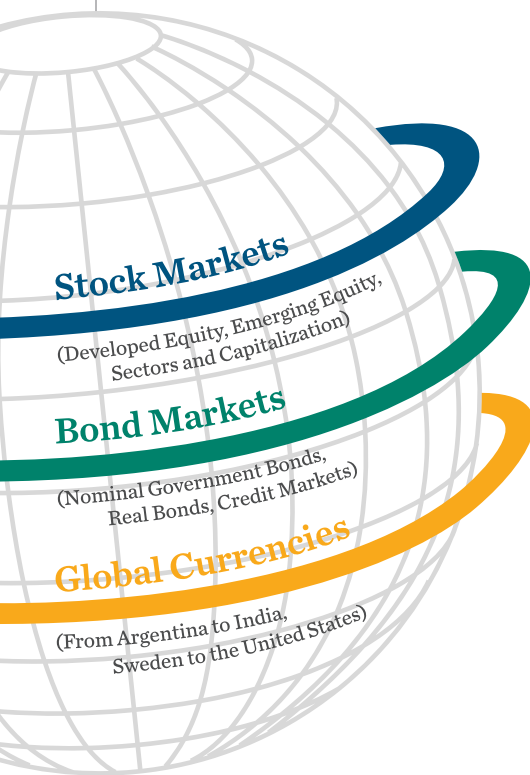 Stock Markets
(Developed Equity, Emerging Equity,
Sectors and Capitalization)
Bond Markets
(Nominal Government Bonds,
Real Bonds, Credit Markets)
Global Currencies
(From Argentina to India,
Sweden to the United States)